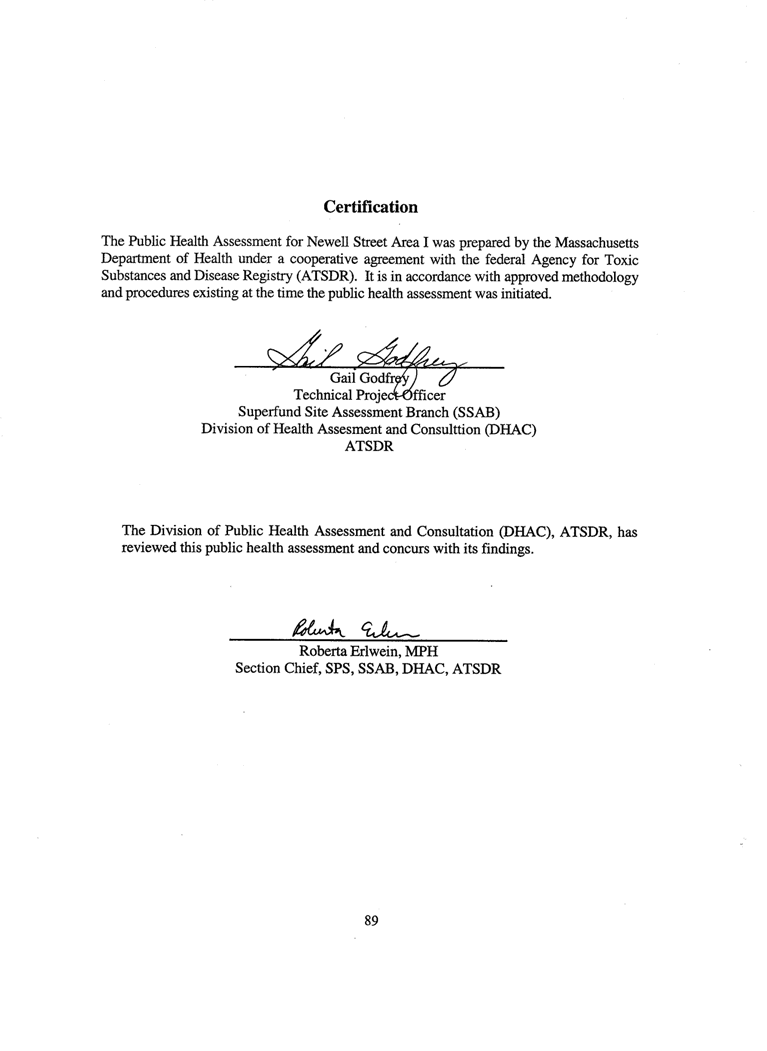 Certification
The Public Health Assessment for Newell Street Area I was prepared by the Massachusetts
Department of Health under a cooperative agreement with the federal Agency for Toxic
Substances and Disease Registry (ATSDR). It is in accordance with approved methodology
and procedures existing at the time the public health assessment was initiated.
Gail Godfrey
Gail Godfrey
Technical Project Officer
Superfund Site Assessment Branch (SSAB)
Division of Health Assesment and Consulttion (DHAC)
ATSDR
The Division of Public Health Assessment and Consultation (DHAC), ATSDR, has
reviewed this public health assessment and concurs with its findings.
Roberta Erlwein
Roberta Erlwein, MPH
Section Chief, SPS, SSAB, DHAC, ATSDR
89